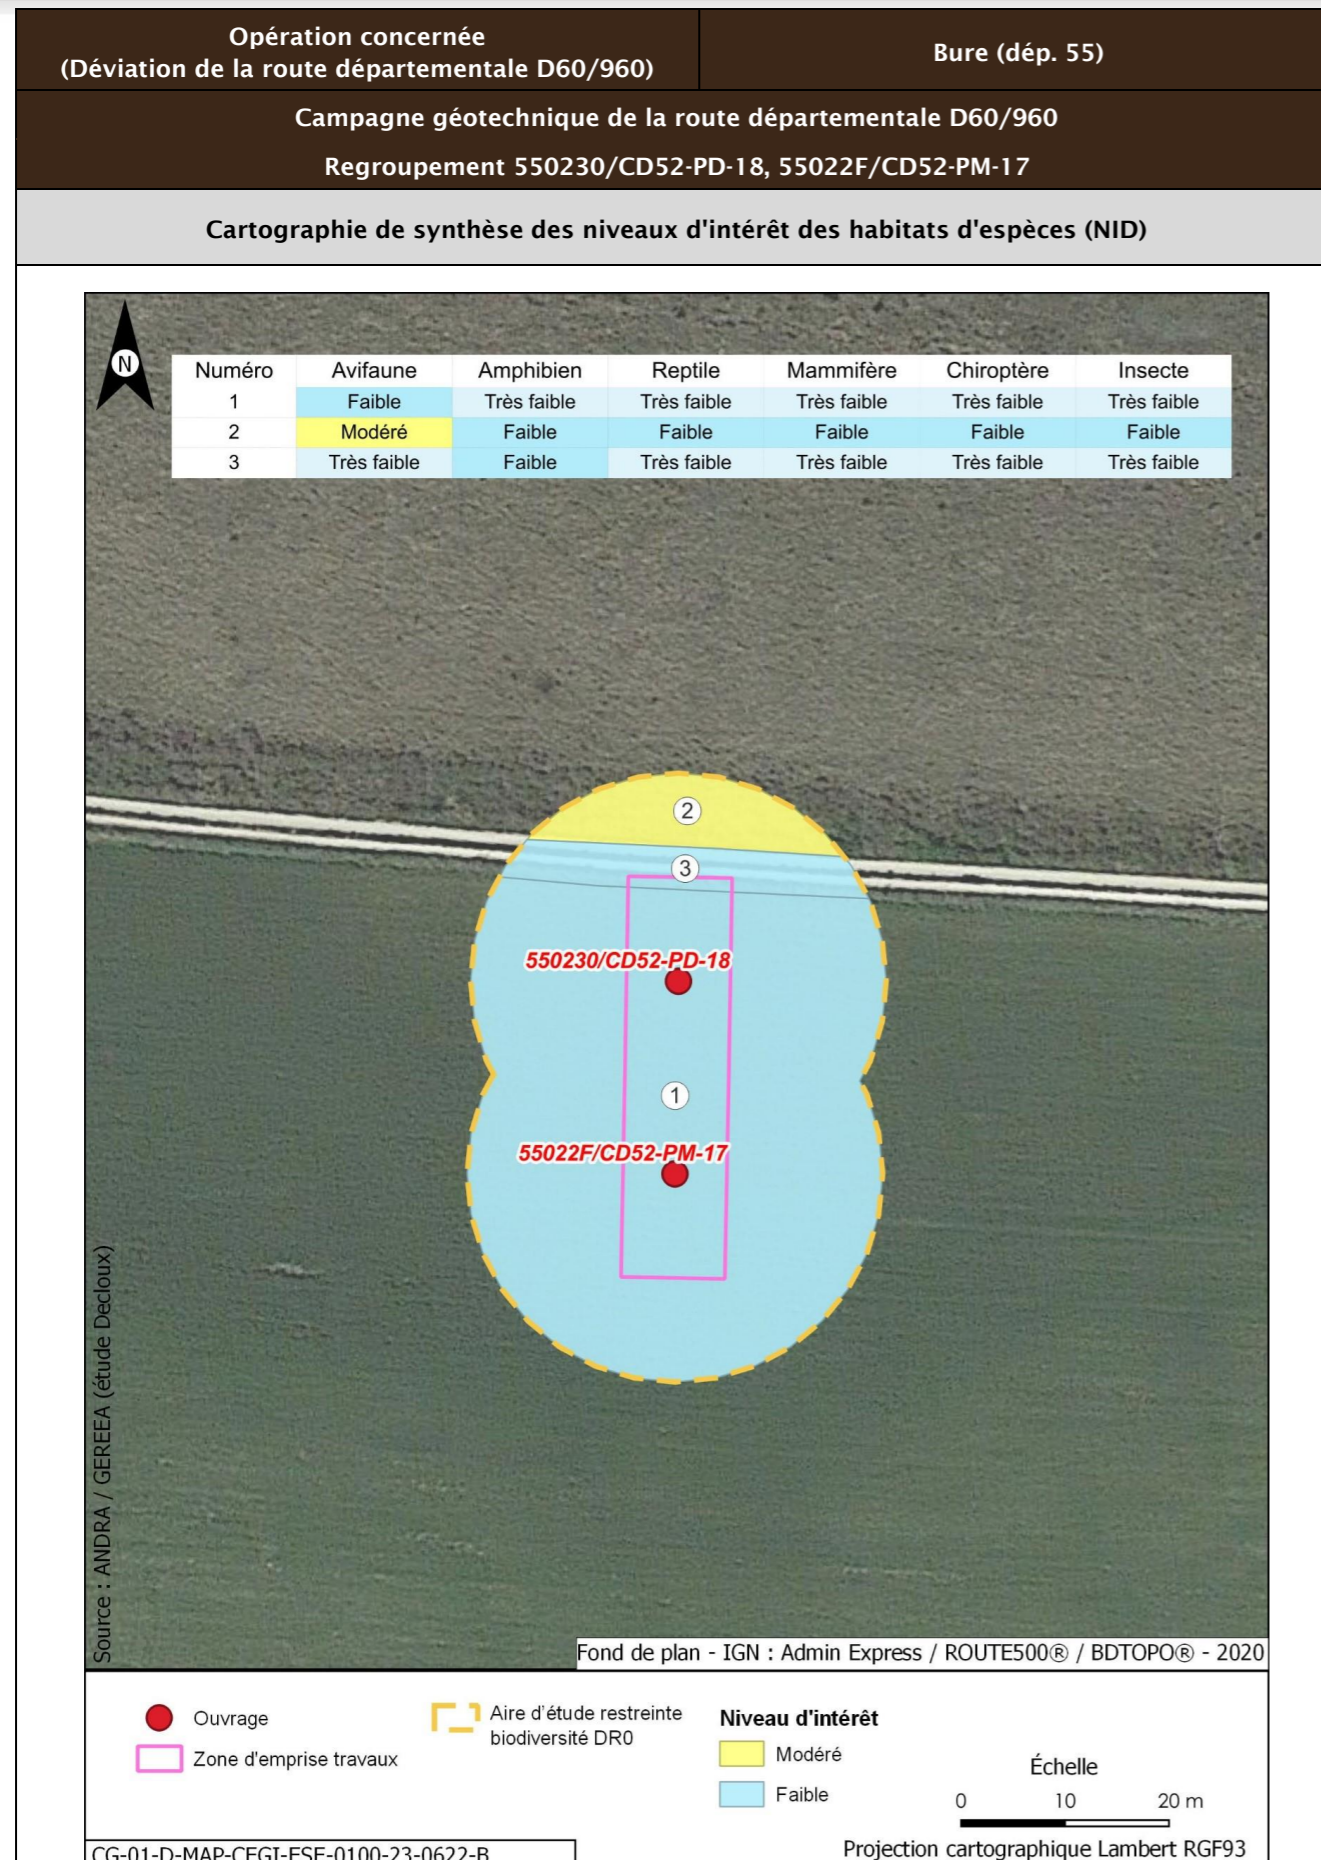 Opération concernée
(Déviation de la route départementale D60/960)
Bure (dép. 55)
Campagne géotechnique de la route départementale D60/960
Regroupement 550230/CD52-PD-18, 55022F/CD52-PM-17
Cartographie de synthèse des niveaux d'intérêt des habitats d'espèces (NID)
N
Numéro Avifaune Amphibien Reptile Mammifère Chiroptère Insecte
1 Faible Très faible Très faible Très faible Très faible Très faible
2 Modéré Faible Faible Faible Faible Faible
3 Très faible Faible Très faible Très faible Très faible Très faible
2
3
550230/CD52-PD-18
1
55022F/CD52-PM-17
Source : ANDRA / GEREEA (étude Decloux)
Fond de plan - IGN : Admin Express / ROUTE500® / BDTOPO® - 2020
Ouvrage
Zone d'emprise travaux
Aire d'étude restreinte
biodiversité DR0
Niveau d'intérêt
Modéré
Faible
Échelle
0 10 20 m
Projection cartographique Lambert RGF93
CG-01-D-MAP-CEGI-ESE-0100-23-0622-B